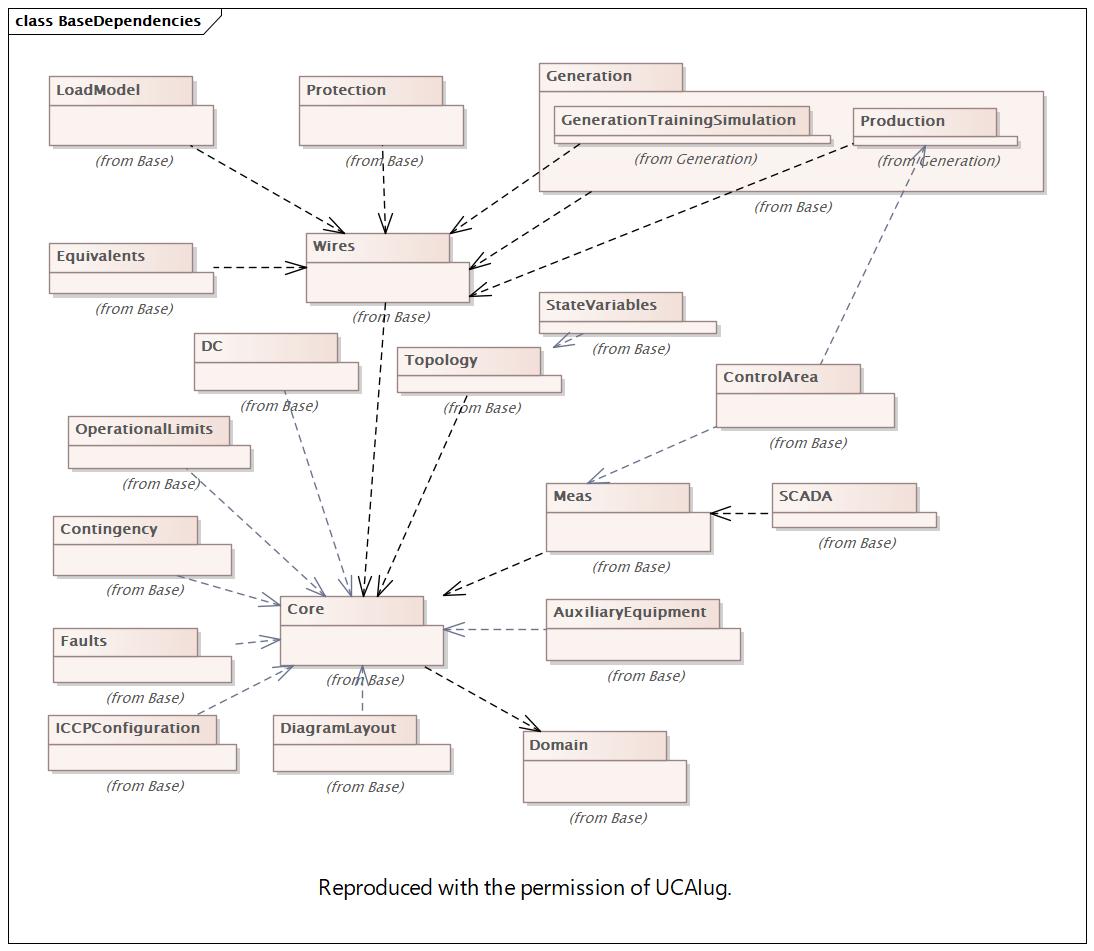 class BaseDependencies
LoadModel
(from Base)
Protection
(from Base)
Generation
GenerationTrainingSimulation
(from Generation)
Production
(from Generation)
(from Base)
Equivalents
(from Base)
Wires
(from Base)
StateVariables
(from Base)
DC
(from Base)
Topology
(from Base)
ControlArea
(from Base)
OperationalLimits
(from Base)
Meas
(from Base)
SCADA
(from Base)
Contingency
(from Base)
Core
(from Base)
AuxiliaryEquipment
(from Base)
Faults
(from Base)
ICCPConfiguration
(from Base)
DiagramLayout
(from Base)
Domain
(from Base)
Reproduced with the permission of UCAIug.